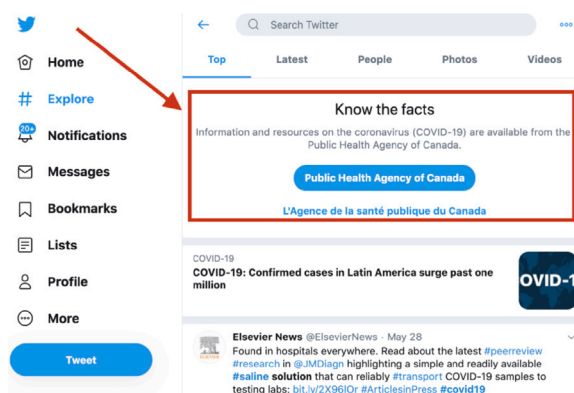 Search Twitter
Top Latest People Photos Videos
Home
Explore
20+
Notifications
Messages
Bookmarks
Lists
Profile
More
Tweet
Know the facts
Information and resources on the coronavirus (COVID-19) are available from the
Public Health Agency of Canada.
Public Health Agency of Canada
L'Agence de la santé publique du Canada
COVID-19
COVID-19: Confirmed cases in Latin America surge past one
million
OVID-1
Elsevier News @ElsevierNews · May 28
Found in hospitals everywhere. Read about the latest #peerreview
#research in @JMDiagn highlighting a simple and readily available
#saline solution that can reliably #transport COVID-19 samples to
testing labs: bit.ly/2X96lOr #ArticlesinPress #covid19